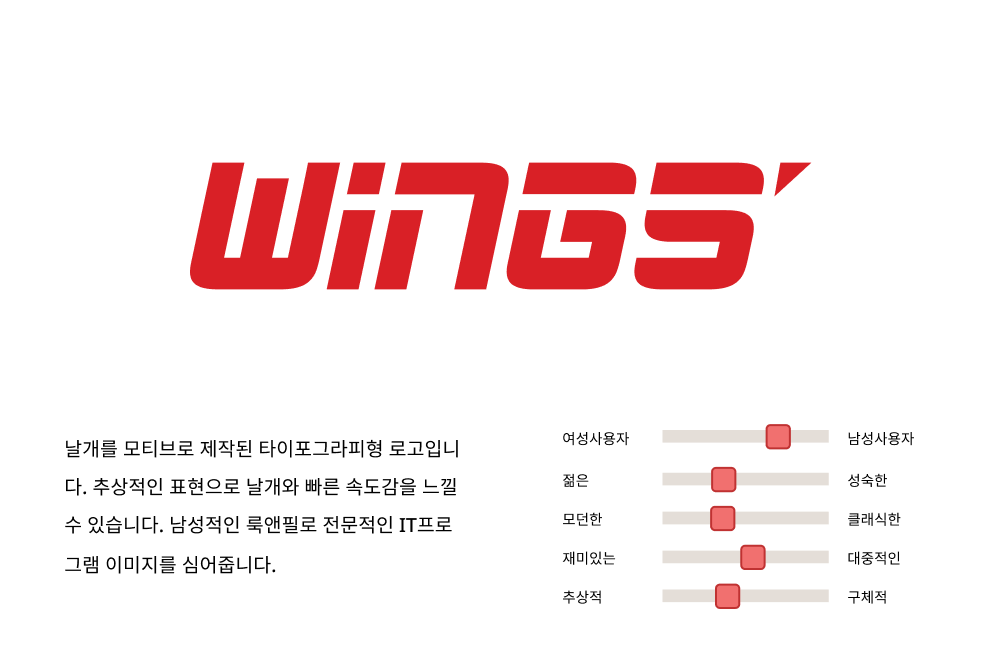 WiNGS'
날개를 모티브로 제작된 타이포그라피형 로고입니
다. 추상적인 표현으로 날개와 빠른 속도감을 느낄
수 있습니다. 남성적인 룩앤필로 전문적인 IT프로
그램 이미지를 심어줍니다.
여성사용자 남성사용자
젊은 성숙한
모던한 클래식한
재미있는 대중적인
추상적 구체적